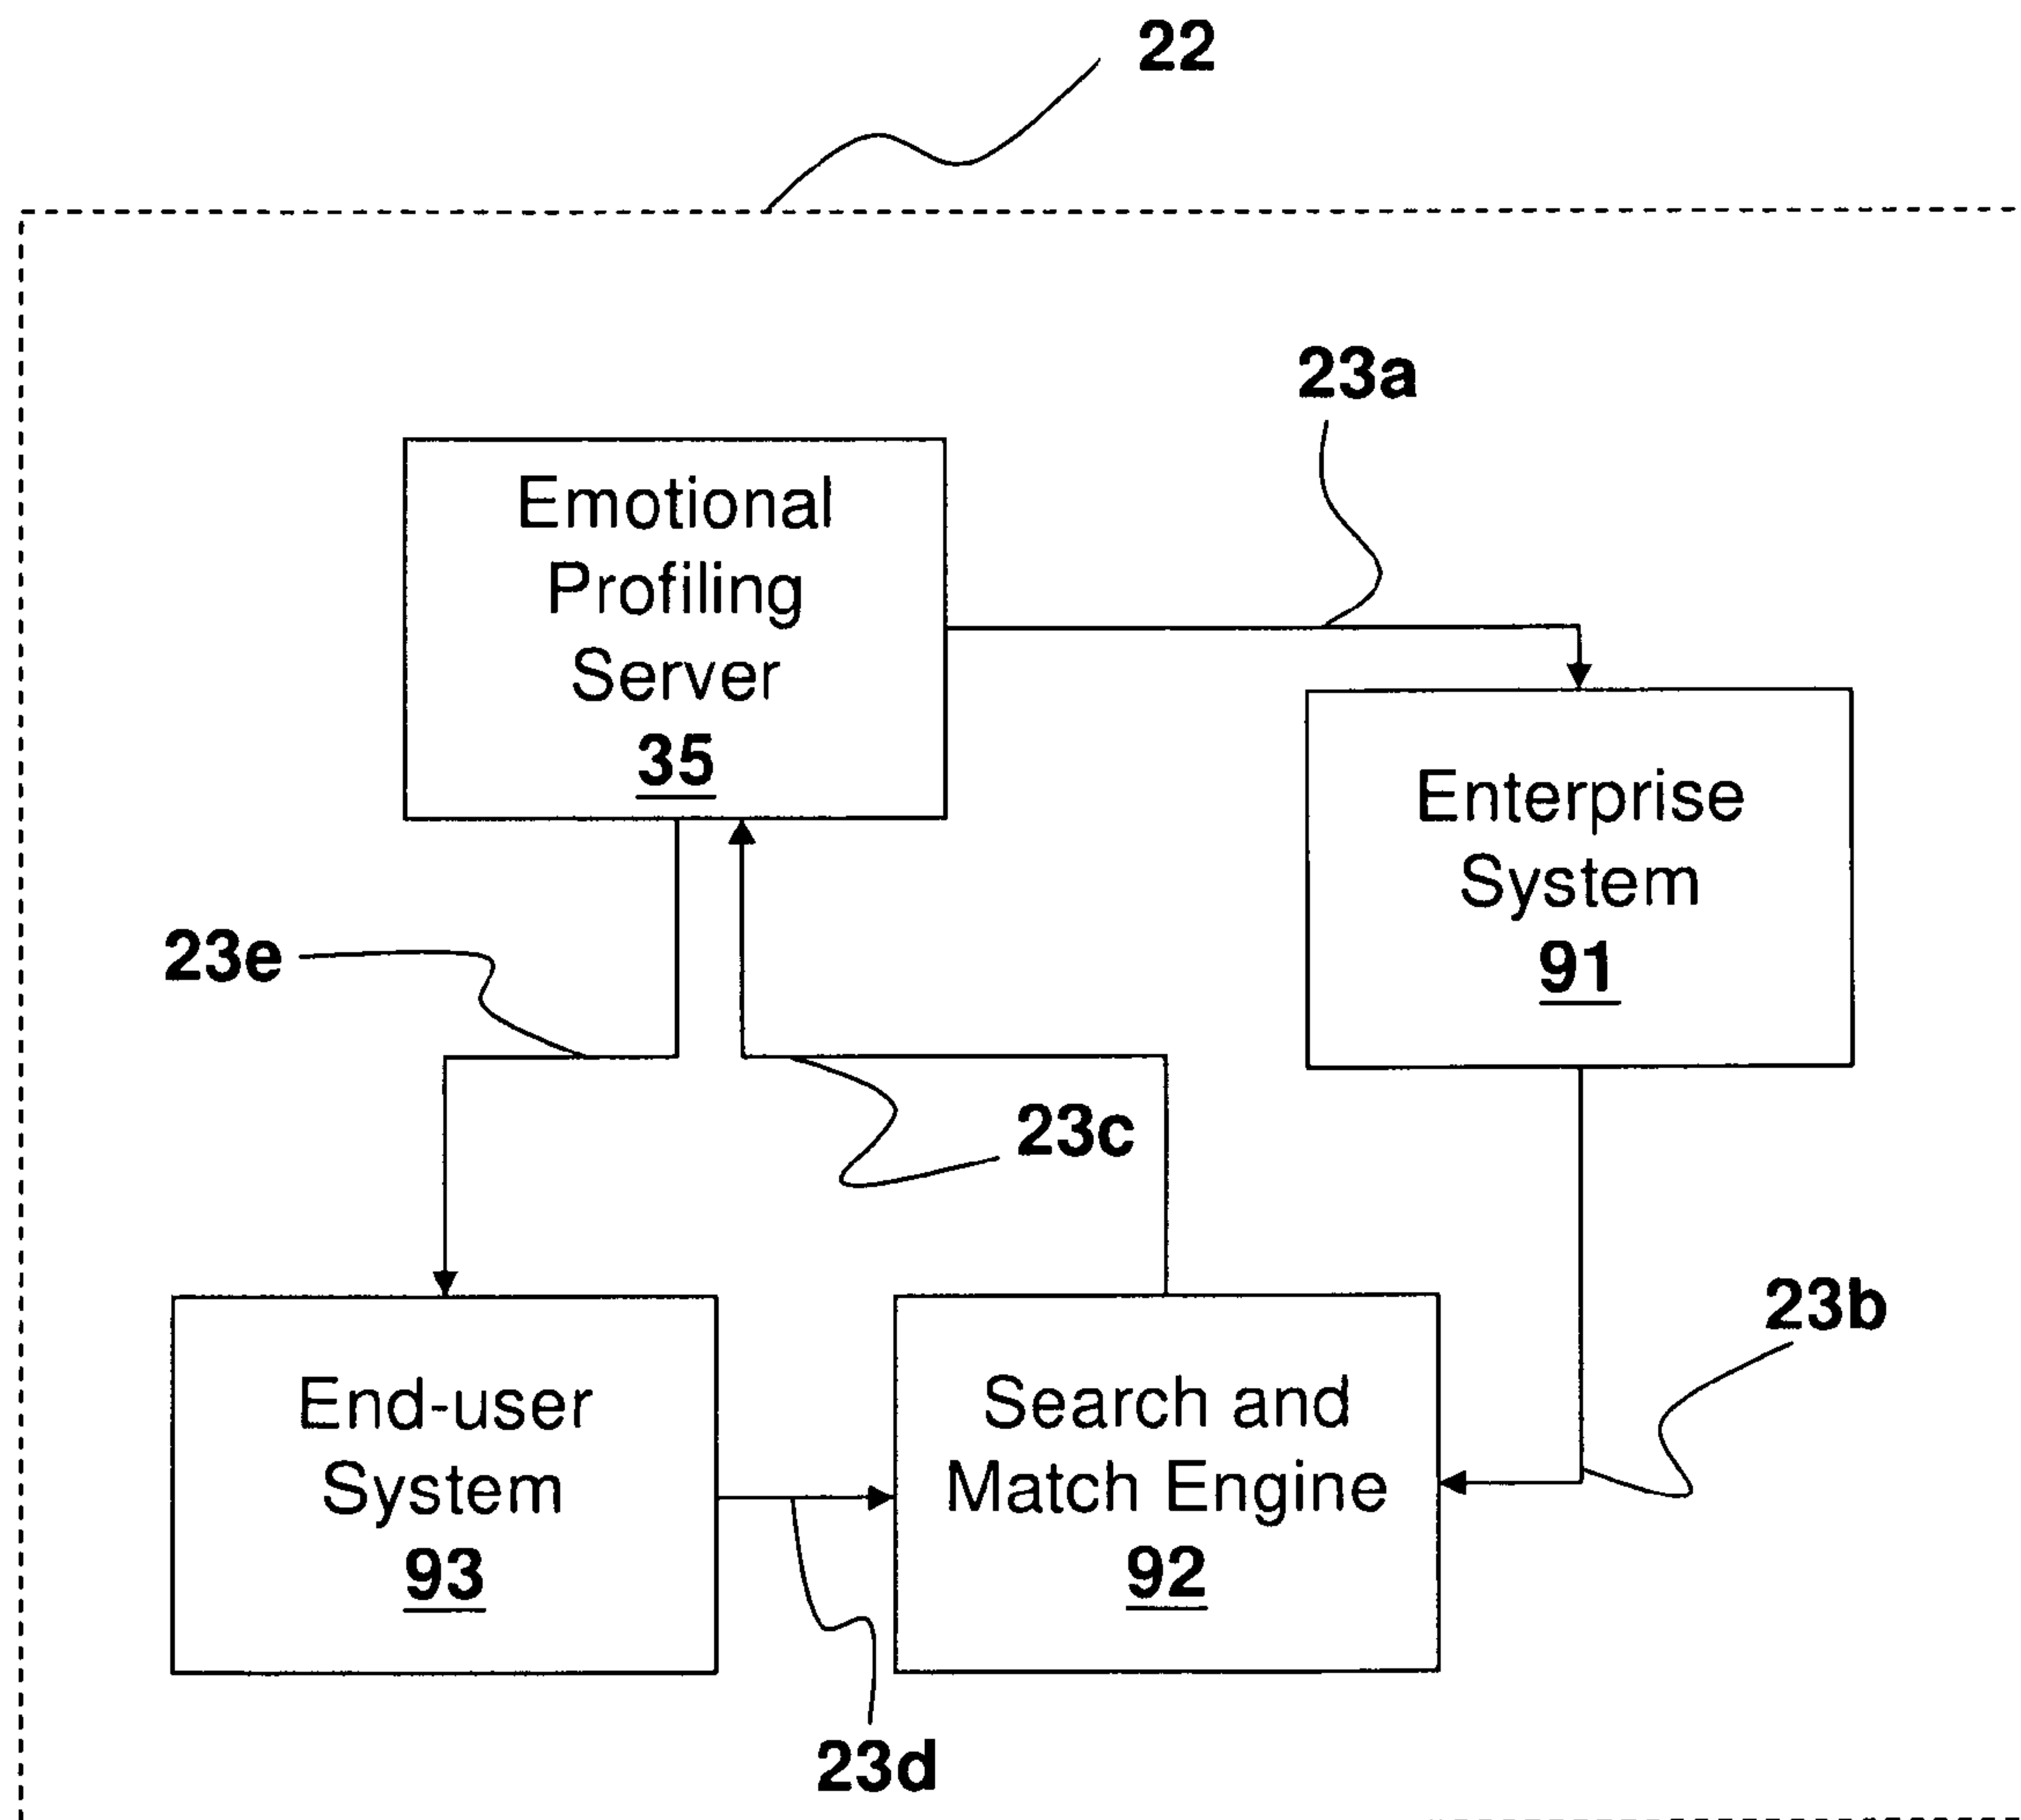 22
23a
Emotional
Profiling
Server
35
Enterprise
System
91
23e
23c
23b
End-user
System
93
Search and
Match Engine
92
23d